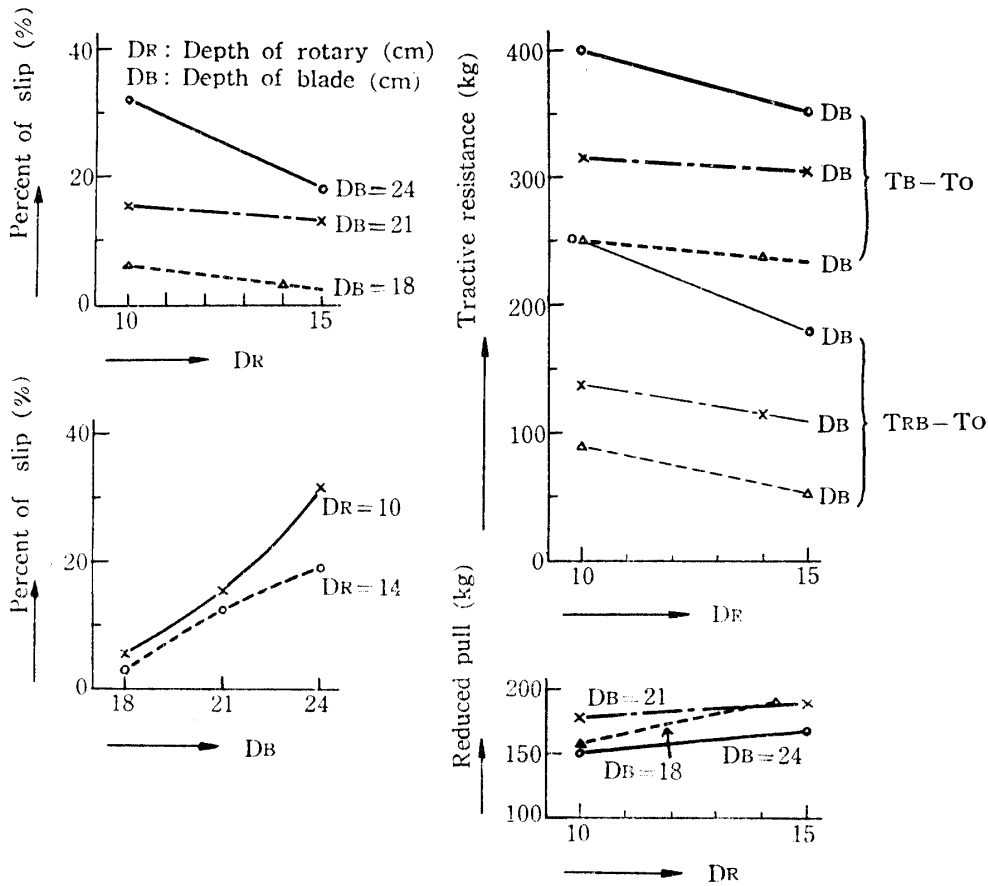 Percent of slip (%)
40
20
0
DR: Depth of rotary (cm)
DB: Depth of blade (cm)
DB=24
DB=21
DB=18
10
15
DR
Percent of slip (%)
40
20
0
DR=10
DR=14
18
21
24
DB
Tractive resistance (kg)
400
300
200
100
0
DB
DB
DB
TB-TO
DB
DB
DB
TRB-TO
10
15
DE
Reduced pull (kg)
200
150
100
DB=21
DB=18
DB=24
10
15
DR